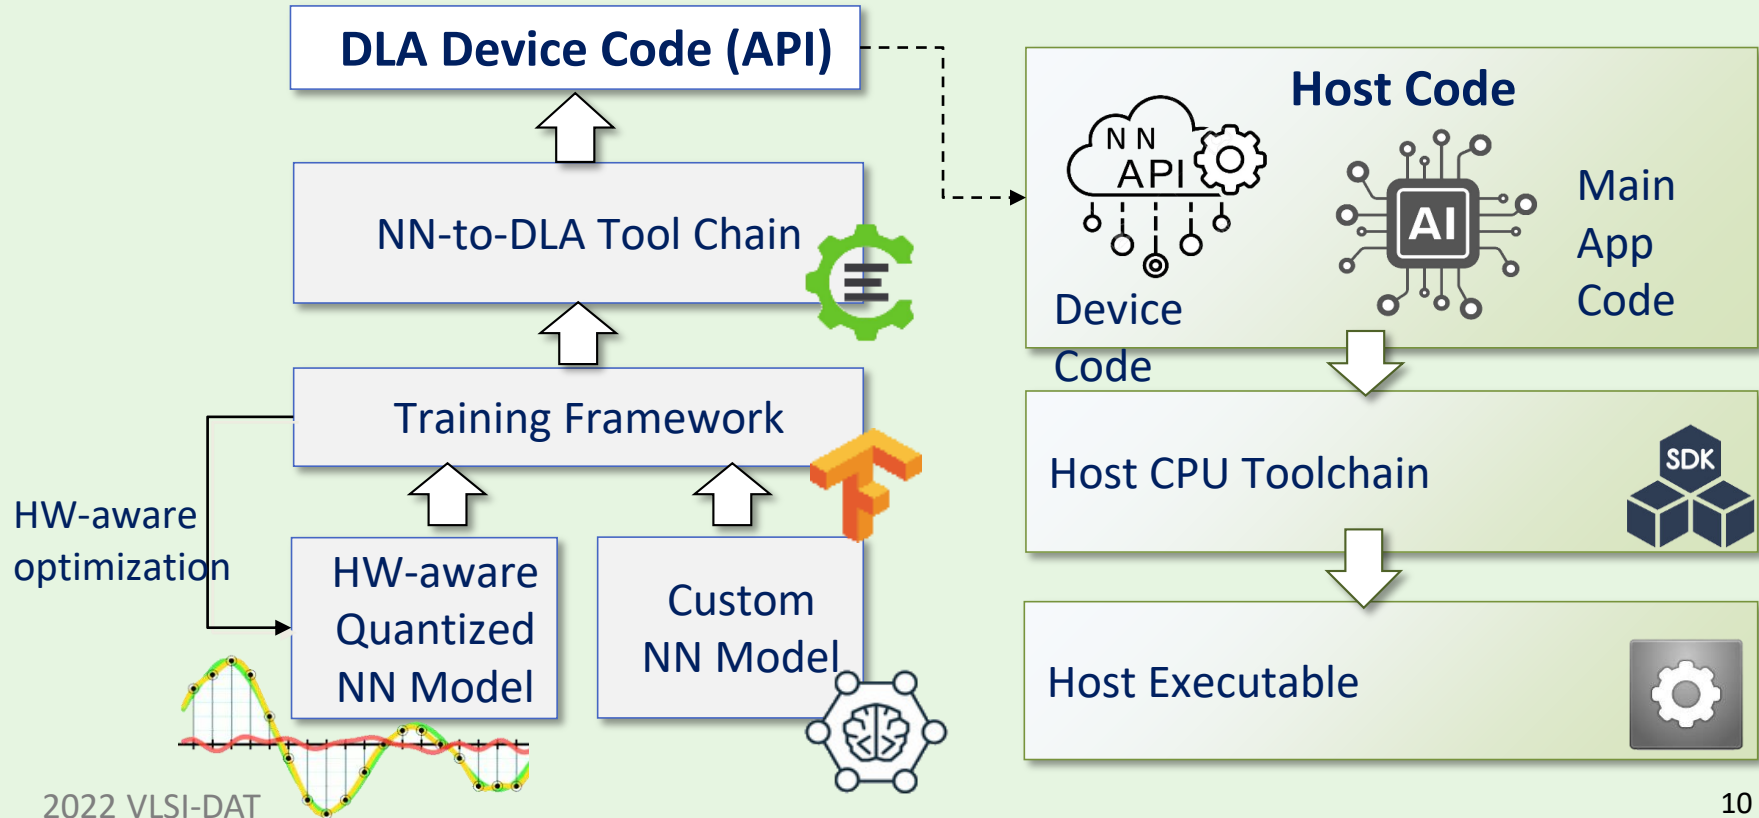 DLA Device Code (API)
NN-to-DLA Tool Chain
Training Framework
HW-aware
optimization
HW-aware
Quantized
NN Model
Custom
NN Model
Host Code
N N
API
AI
Device
Code
Main
App
Code
Host CPU Toolchain
SDK
Host Executable
2022 VLSI-DAT
10